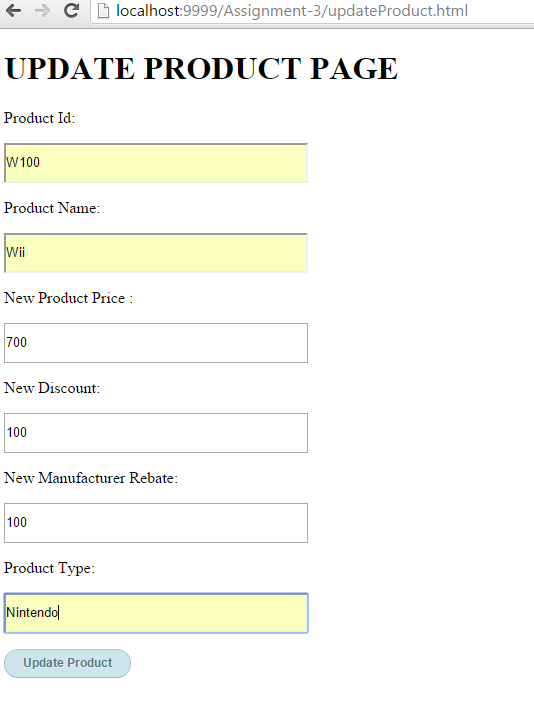 localhost:9999/Assignment-3/updateProduct.html
UPDATE PRODUCT PAGE
Product Id:
W100
Product Name:
Wii
New Product Price :
700
New Discount:
100
New Manufacturer Rebate:
100
Product Type:
Nintendo
Update Product